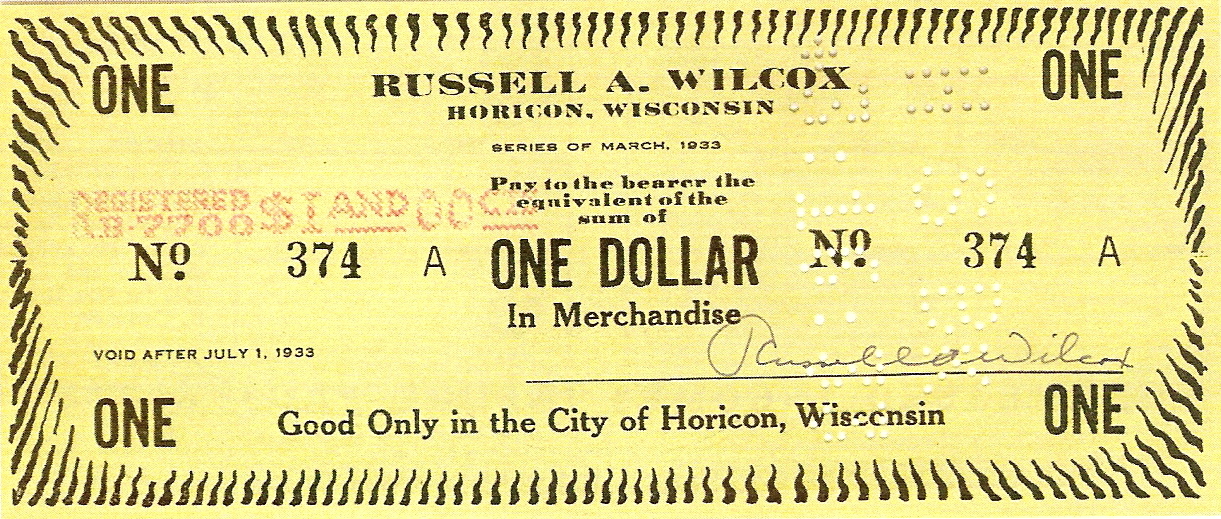 ONE
ONE
RUSSELL A. WILCOX
HORICON, WISCONSIN
SERIES OF MARCH, 1933
Pay to the bearer the
equivalent of the
sum of
REGISTERED
$1 AND 00 CTS
No 374 A
ONE DOLLAR
No 374 A
In Merchandise
Russell A Wilcox
VOID AFTER JULY 1, 1933
ONE
Good Only in the City of Horicon, Wisconsin
ONE